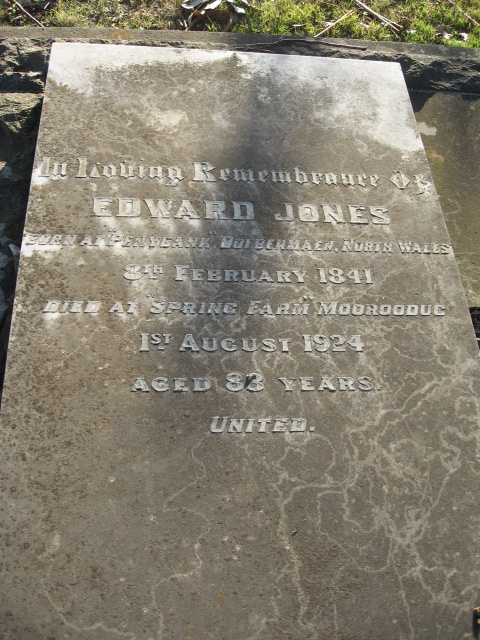 In Loving Remembrance Of
EDWARD JONES
BORN AT "PENYGANK" DOLBENMAEN, NORTH WALES
8TH FEBRUARY 1841
DIED AT "SPRING FARM" MOOROODUC
1ST AUGUST 1924
AGED 83 YEARS.
UNITED.